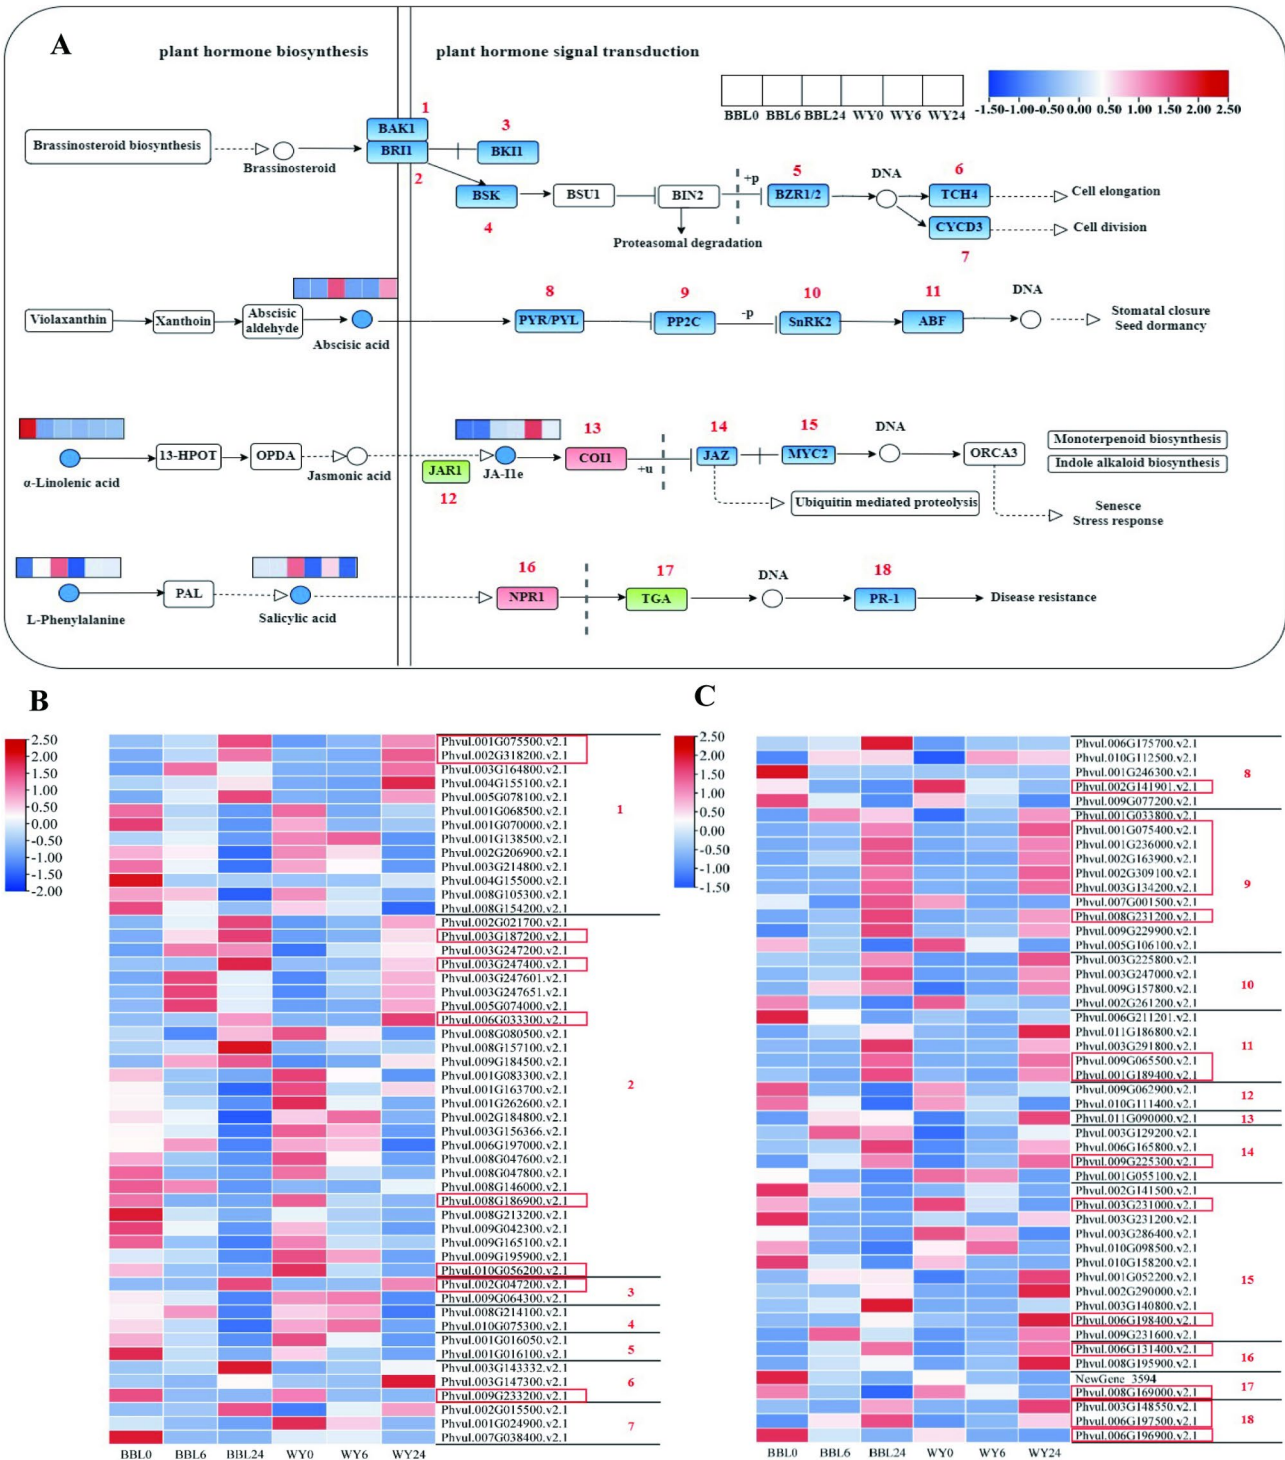 A
plant hormone biosynthesis
plant hormone signal transduction
BBL0 BBL6 BBL24 WY0 WY6 WY24
-1.50 -1.00 -0.50 0.00 0.50 1.00 1.50 2.50
1
BAK1
Brassinosteroid biosynthesis
Brassinosteroid
BRI1
2
3
BKI1
BSK
4
BSU1
BIN2
Proteasomal degradation
+p
5
BZR1/2
DNA
6
TCH4
Cell elongation
CYCD3
7
Cell division
Violaxanthin
Xanthoin
Abscisic
aldehyde
Abscisic acid
8
PYR/PYL
9
PP2C
-p
10
SnRK2
11
ABF
DNA
Stomatal closure
Seed dormancy
α-Linolenic acid
13-HPOT
OPDA
Jasmonic acid
JAR1
12
JA-I1e
13
COI1
+u
14
JAZ
15
MYC2
DNA
ORCA3
Monoterpenoid biosynthesis
Indole alkaloid biosynthesis
Ubiquitin mediated proteolysis
Senesce
Stress response
L-Phenylalanine
PAL
Salicylic acid
16
NPR1
17
TGA
DNA
18
PR-1
Disease resistance
B
2.50
2.00
1.50
1.00
0.50
0.00
-0.50
-1.00
-1.50
-2.00
Phvul.001G075500.v2.1
Phvul.002G318200.v2.1
Phvul.003G164800.v2.1
Phvul.004G155100.v2.1
Phvul.005G078100.v2.1
Phvul.001G068500.v2.1
Phvul.001G070000.v2.1
Phvul.001G138500.v2.1
Phvul.002G206900.v2.1
Phvul.003G214800.v2.1
Phvul.004G155000.v2.1
Phvul.008G105300.v2.1
Phvul.008G154200.v2.1
1
Phvul.002G021700.v2.1
Phvul.003G187200.v2.1
Phvul.003G247200.v2.1
Phvul.003G247400.v2.1
Phvul.003G247601.v2.1
Phvul.003G247651.v2.1
Phvul.005G074000.v2.1
Phvul.006G033300.v2.1
Phvul.008G080500.v2.1
Phvul.008G157100.v2.1
Phvul.009G184500.v2.1
Phvul.001G083300.v2.1
Phvul.001G163700.v2.1
Phvul.001G262600.v2.1
Phvul.002G184800.v2.1
Phvul.003G156366.v2.1
Phvul.006G197000.v2.1
Phvul.008G047600.v2.1
Phvul.008G047800.v2.1
Phvul.008G146000.v2.1
Phvul.008G186900.v2.1
Phvul.008G213200.v2.1
Phvul.009G042300.v2.1
Phvul.009G165100.v2.1
Phvul.009G195900.v2.1
Phvul.010G056200.v2.1
2
Phvul.002G047200.v2.1
Phvul.009G064300.v2.1
3
Phvul.008G214100.v2.1
Phvul.010G075300.v2.1
4
Phvul.001G016050.v2.1
Phvul.001G016100.v2.1
5
Phvul.003G143332.v2.1
Phvul.003G147300.v2.1
Phvul.009G233200.v2.1
6
Phvul.002G015500.v2.1
Phvul.001G024900.v2.1
Phvul.007G038400.v2.1
7
BBL0 BBL6 BBL24 WY0 WY6 WY24
C
2.50
2.00
1.50
1.00
0.50
0.00
-0.50
-1.00
-1.50
Phvul.006G175700.v2.1
Phvul.010G112500.v2.1
Phvul.001G246300.v2.1
Phvul.002G141901.v2.1
Phvul.009G077200.v2.1
8
Phvul.001G033800.v2.1
Phvul.001G075400.v2.1
Phvul.001G236000.v2.1
Phvul.002G163900.v2.1
Phvul.002G309100.v2.1
Phvul.003G134200.v2.1
Phvul.007G001500.v2.1
Phvul.008G231200.v2.1
Phvul.009G229900.v2.1
Phvul.005G106100.v2.1
9
Phvul.003G225800.v2.1
Phvul.003G247000.v2.1
Phvul.009G157800.v2.1
Phvul.002G261200.v2.1
10
Phvul.006G211201.v2.1
Phvul.011G186800.v2.1
Phvul.003G291800.v2.1
Phvul.009G065500.v2.1
Phvul.001G189400.v2.1
11
Phvul.009G062900.v2.1
Phvul.010G111400.v2.1
12
Phvul.011G090000.v2.1
13
Phvul.003G129200.v2.1
Phvul.006G165800.v2.1
Phvul.009G225300.v2.1
Phvul.001G055100.v2.1
14
Phvul.002G141500.v2.1
Phvul.003G231000.v2.1
Phvul.003G231200.v2.1
Phvul.003G286400.v2.1
Phvul.010G098500.v2.1
Phvul.010G158200.v2.1
Phvul.001G052200.v2.1
Phvul.002G290000.v2.1
Phvul.003G140800.v2.1
Phvul.006G198400.v2.1
Phvul.009G231600.v2.1
15
Phvul.006G131400.v2.1
Phvul.008G195900.v2.1
16
NewGene_3594
Phvul.008G169000.v2.1
17
Phvul.003G148550.v2.1
Phvul.006G197500.v2.1
Phvul.006G196900.v2.1
18
BBL0 BBL6 BBL24 WY0 WY6 WY24